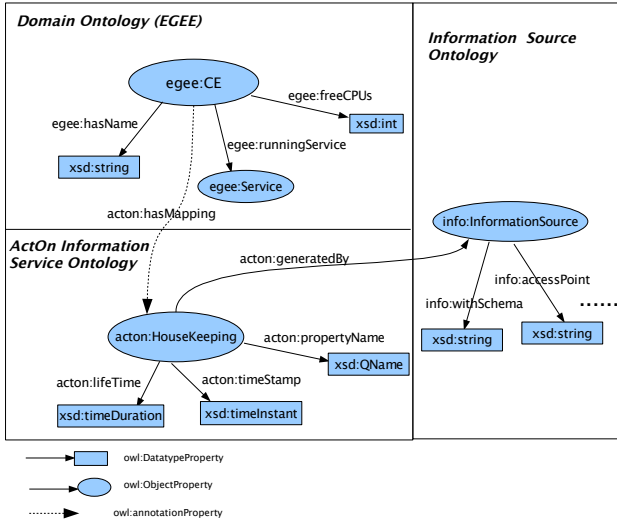 Domain Ontology (EGEE)
Information Source
Ontology
egee:CE
egee:freeCPUs
egee:hasName
xsd:int
egee:runningService
xsd:string
egee:Service
acton:hasMapping
info:InformationSource
ActOn Information
Service Ontology
acton:generatedBy
info:accessPoint
info:withSchema
......
acton:HouseKeeping
acton:propertyName
xsd:string
xsd:string
xsd:QName
acton:lifeTime
acton:timeStamp
xsd:timeDuration
xsd:timeInstant
owl:DatatypeProperty
owl:ObjectProperty
owl:annotationProperty